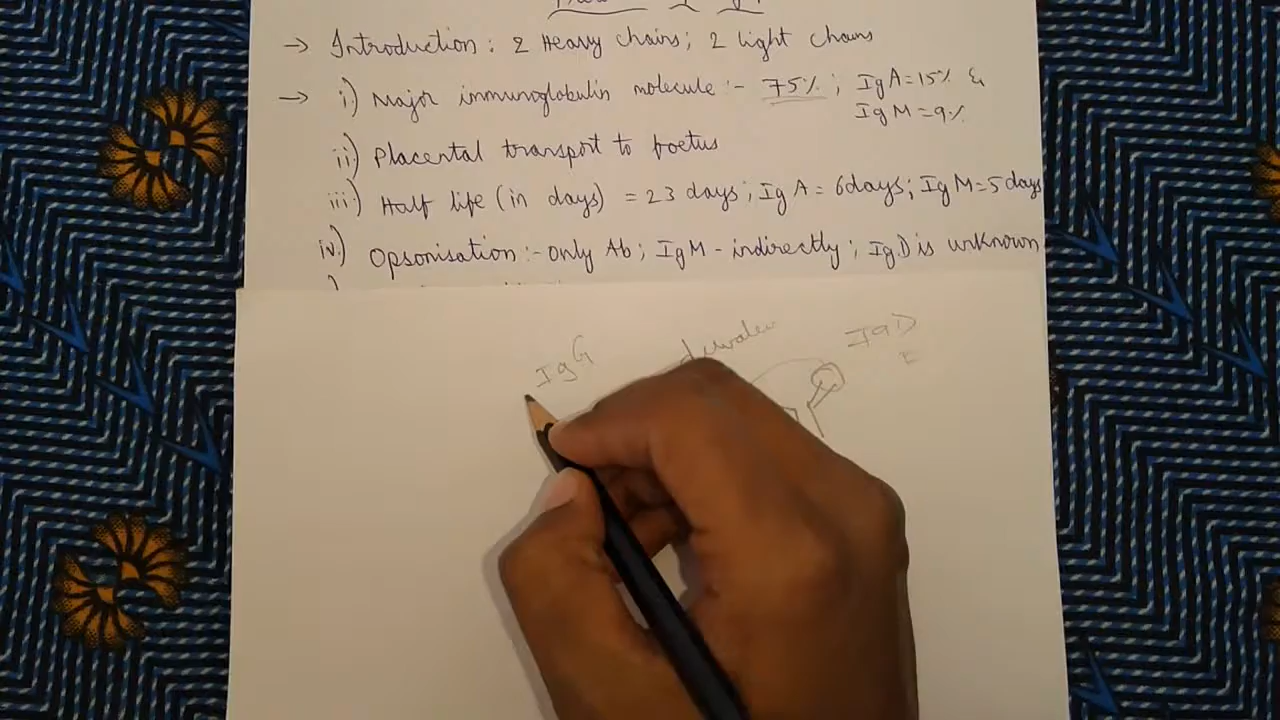 → Introduction: 2 Heavy chains; 2 light chains
→ i) Major immunoglobulin molecule :- 75%; IgA=15% &
IgM=9%
ii) Placental transport to foetus
iii) Half life (in days) = 23 days; IgA = 6days; IgM=5days
iv) Opsonisation :- only Ab; IgM - indirectly; IgD is unknown
IgG
IgD
E